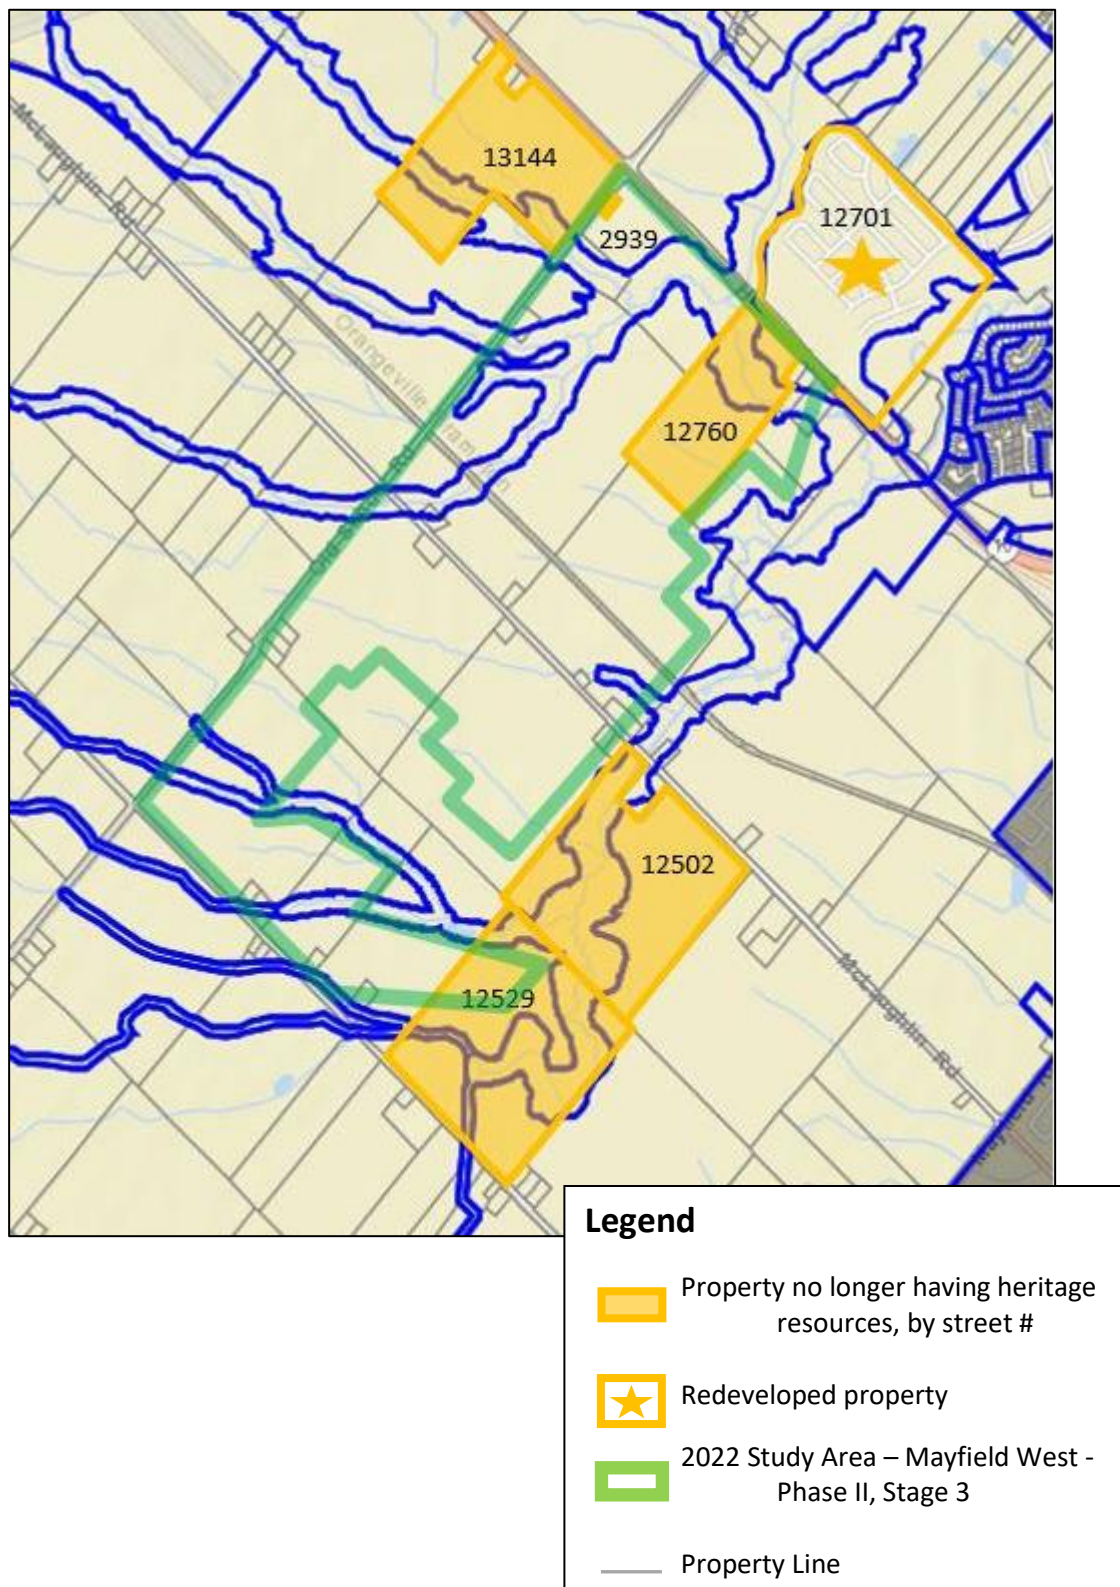 McLaughlin Rd
13144
12701
2939
Orangeville
12760
12502
12529
McLaughlin Rd
Legend
Property no longer having heritage
resources, by street #
Redeveloped property
2022 Study Area – Mayfield West -
Phase II, Stage 3
Property Line